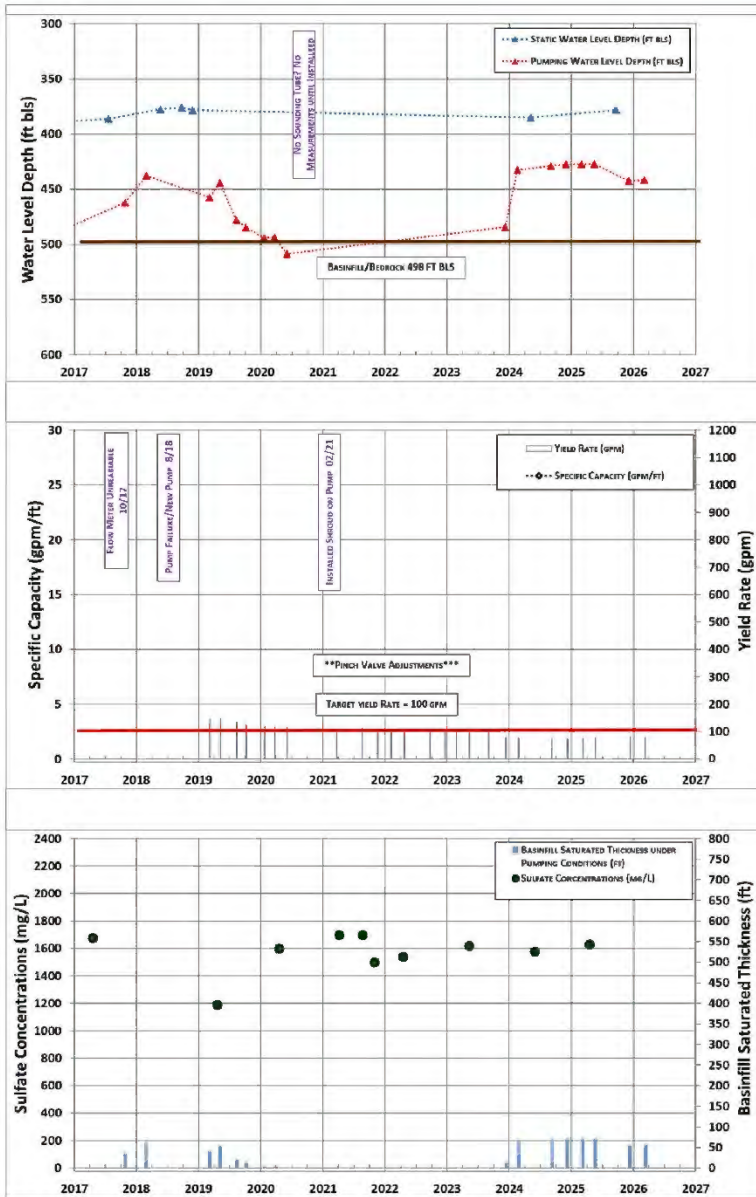 300
350
400
450
500
550
600
Water Level Depth (ft bls)
No Sounding Tube? No
Measurements until Installed
Static Water Level Depth (ft bls)
Pumping Water Level Depth (ft bls)
Basinfill/Bedrock 498 ft bls
2017 2018 2019 2020 2021 2022 2023 2024 2025 2026 2027
30
25
20
15
10
5
0
Specific Capacity (gpm/ft)
Flow Meter Unreadable
10/17
Pump Failure/New Pump 8/18
Installed Shroud on Pump 02/21
Yield Rate (gpm)
Specific Capacity (gpm/ft)
**Pinch Valve Adjustments***
Target yield Rate = 100 gpm
1200
1100
1000
900
800
700
600
500
400
300
200
100
0
Yield Rate (gpm)
2017 2018 2019 2020 2021 2022 2023 2024 2025 2026 2027
2400
2200
2000
1800
1600
1400
1200
1000
800
600
400
200
0
Sulfate Concentrations (mg/L)
Basinfill Saturated Thickness under
Pumping Conditions (ft)
Sulfate Concentrations (mg/L)
800
750
700
650
600
550
500
450
400
350
300
250
200
150
100
50
0
Basinfill Saturated Thickness (ft)
2017 2018 2019 2020 2021 2022 2023 2024 2025 2026 2027